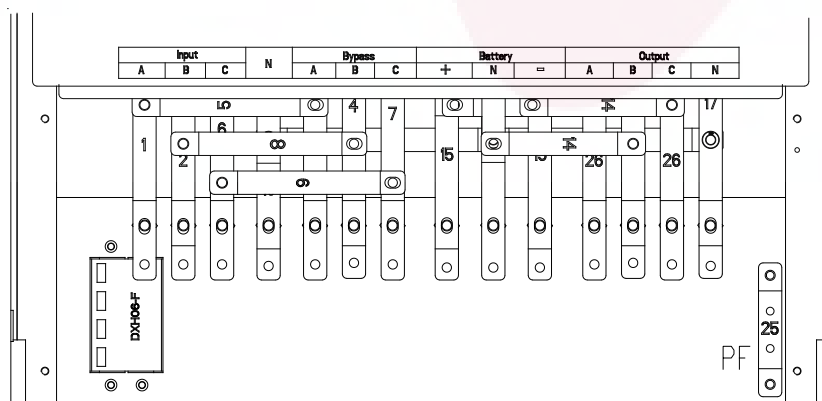 Input N Bypass Battery Output
A B C A B C + N - A B C N
5 4 14 17
6 7
1 8 14
2 15 26 26
9
DXH06-F
25
PF